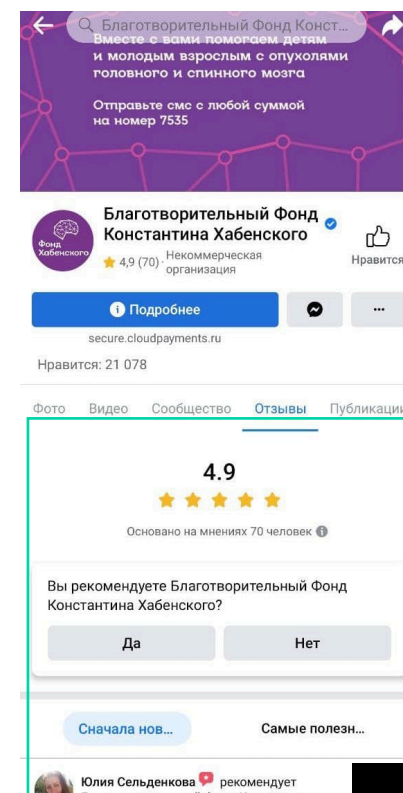 Благотворительный Фонд Конст...
Вместе с вами помогаем детям
и молодым взрослым с опухолями
головного и спинного мозга
Отправьте смс с любой суммой
на номер 7535
Фонд
Хабенского
Благотворительный Фонд
Константина Хабенского
4,9 (70) · Некоммерческая
организация
Нравится
Подробнее
secure.cloudpayments.ru
Нравится: 21 078
Фото Видео Сообщество Отзывы Публикации
4.9
Основано на мнениях 70 человек
Вы рекомендуете Благотворительный Фонд
Константина Хабенского?
Да Нет
Сначала нов... Самые полезн...
Юлия Сельденкова рекомендует